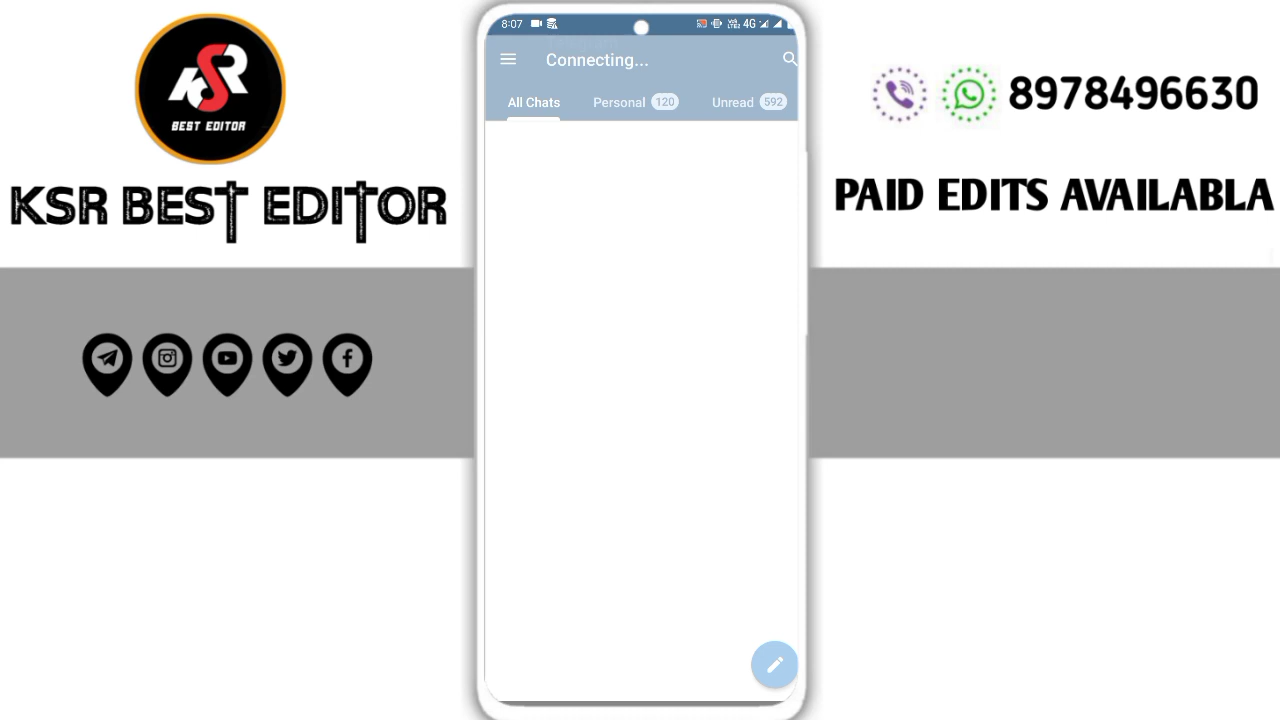 KSR
BEST EDITOR
KSR BEST EDITOR
8:07
4G
Connecting...
All Chats
Personal 120
Unread 592
8978496630
PAID EDITS AVAILABLA